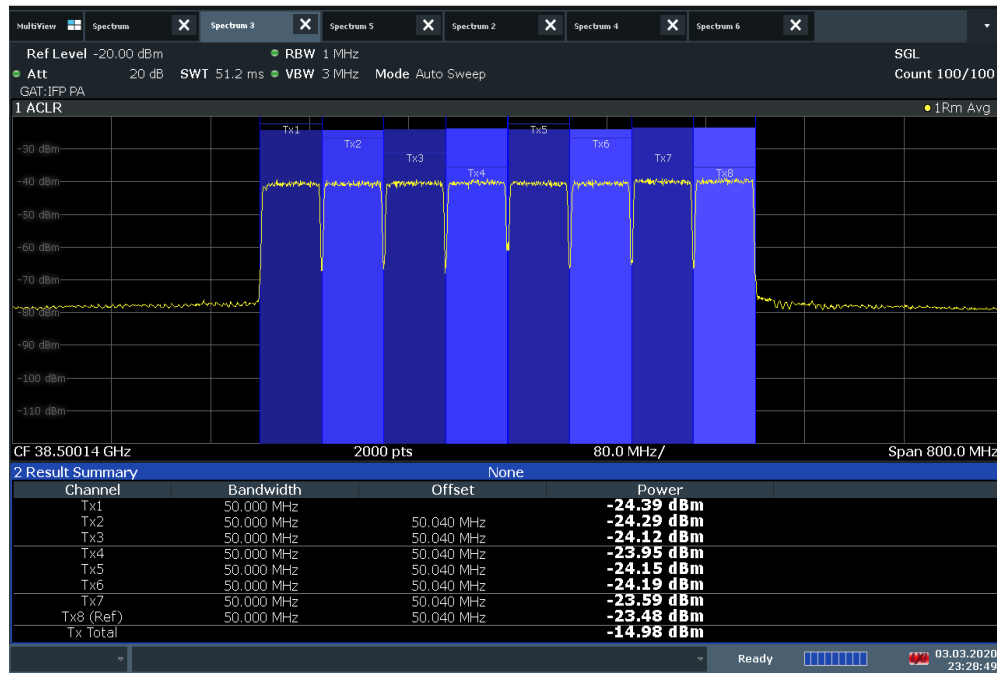 MultiView Spectrum X Spectrum 3 X Spectrum 5 X Spectrum 2 X Spectrum 4 X Spectrum 6 X
Ref Level -20.00 dBm RBW 1 MHz SGL
Att 20 dB SWT 51.2 ms VBW 3 MHz Mode Auto Sweep Count 100/100
GAT:IFP PA
1 ACLR 1Rm Avg
Tx1 Tx5
Tx2 Tx6
-30 dBm
Tx3 Tx7
Tx4 Tx8
-40 dBm
-50 dBm
-60 dBm
-70 dBm
-80 dBm
-90 dBm
-100 dBm
-110 dBm
CF 38.50014 GHz 2000 pts 80.0 MHz/ Span 800.0 MHz
2 Result Summary None
Channel Bandwidth Offset Power
Tx1 50.000 MHz -24.39 dBm
Tx2 50.000 MHz 50.040 MHz -24.29 dBm
Tx3 50.000 MHz 50.040 MHz -24.12 dBm
Tx4 50.000 MHz 50.040 MHz -23.95 dBm
Tx5 50.000 MHz 50.040 MHz -24.15 dBm
Tx6 50.000 MHz 50.040 MHz -24.19 dBm
Tx7 50.000 MHz 50.040 MHz -23.59 dBm
Tx8 (Ref) 50.000 MHz 50.040 MHz -23.48 dBm
Tx Total -14.98 dBm
Ready 03.03.2020
23:28:49